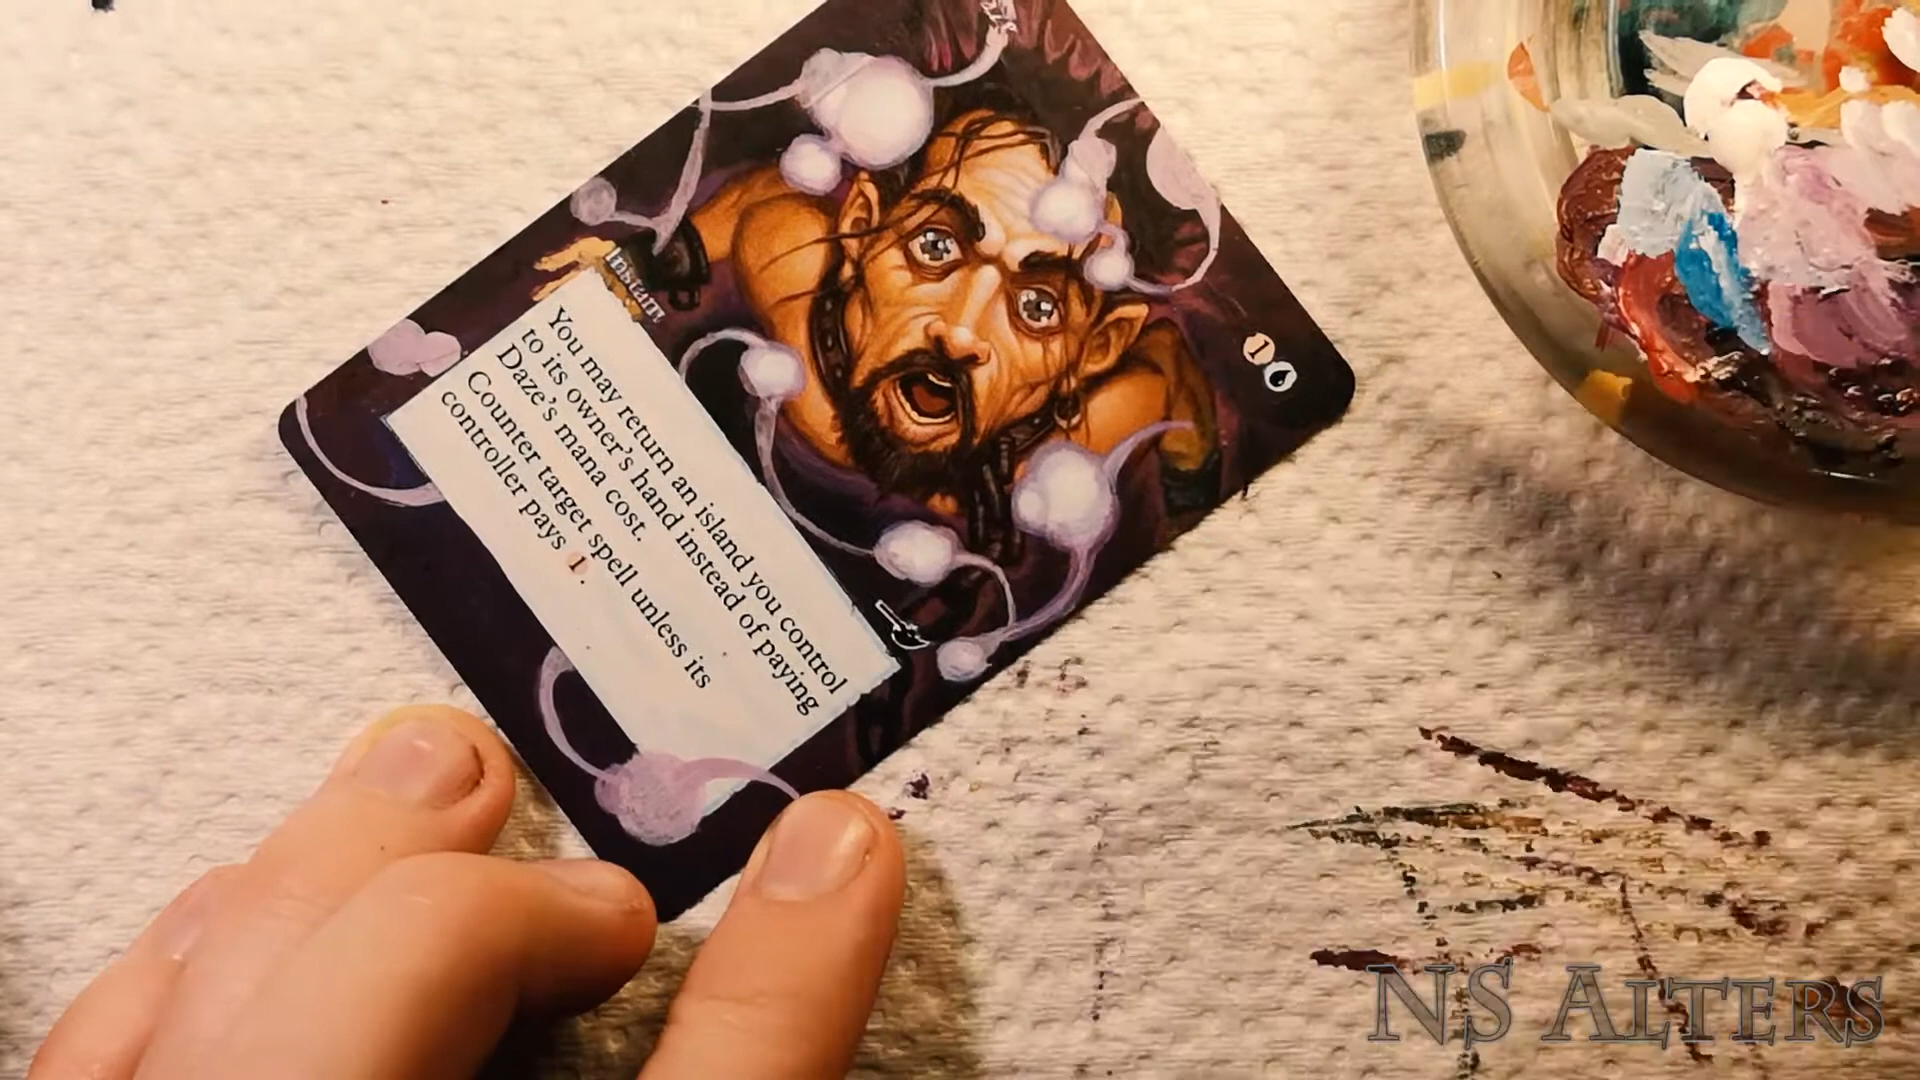 1
Instant
You may return an island you control
to its owner's hand instead of paying
Daze's mana cost.
Counter target spell unless its
controller pays 1.
NS ALTERS